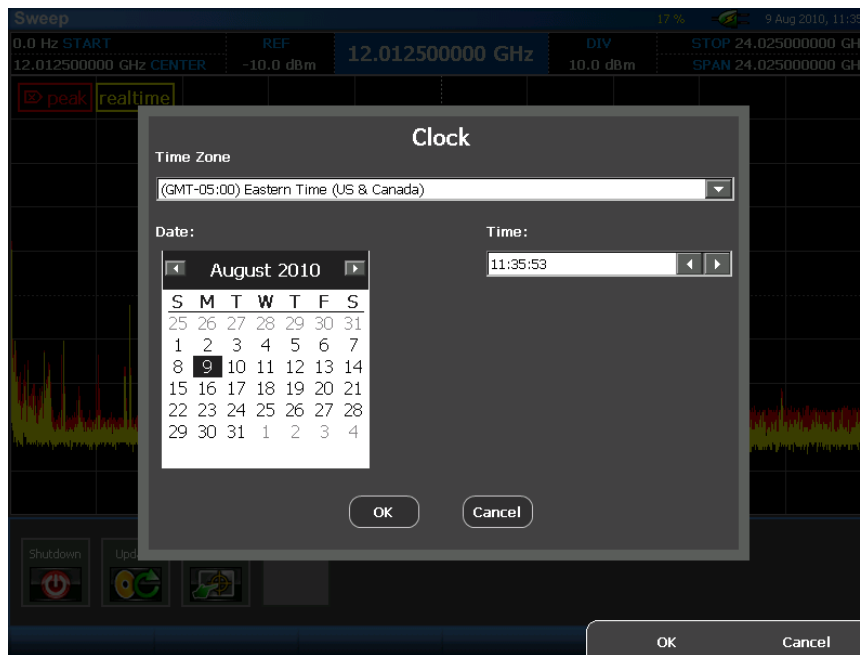 Sweep 17 % 9 Aug 2010, 11:35
0.0 Hz START REF 12.012500000 GHz DIV STOP 24.025000000 GH
12.012500000 GHz CENTER -10.0 dBm 10.0 dBm SPAN 24.025000000 GH
peak realtime
Clock
Time Zone
(GMT-05:00) Eastern Time (US & Canada)
Date: Time:
August 2010 11:35:53
S M T W T F S
25 26 27 28 29 30 31
1 2 3 4 5 6 7
8 9 10 11 12 13 14
15 16 17 18 19 20 21
22 23 24 25 26 27 28
29 30 31 1 2 3 4
OK Cancel
Shutdown Upd
OK Cancel